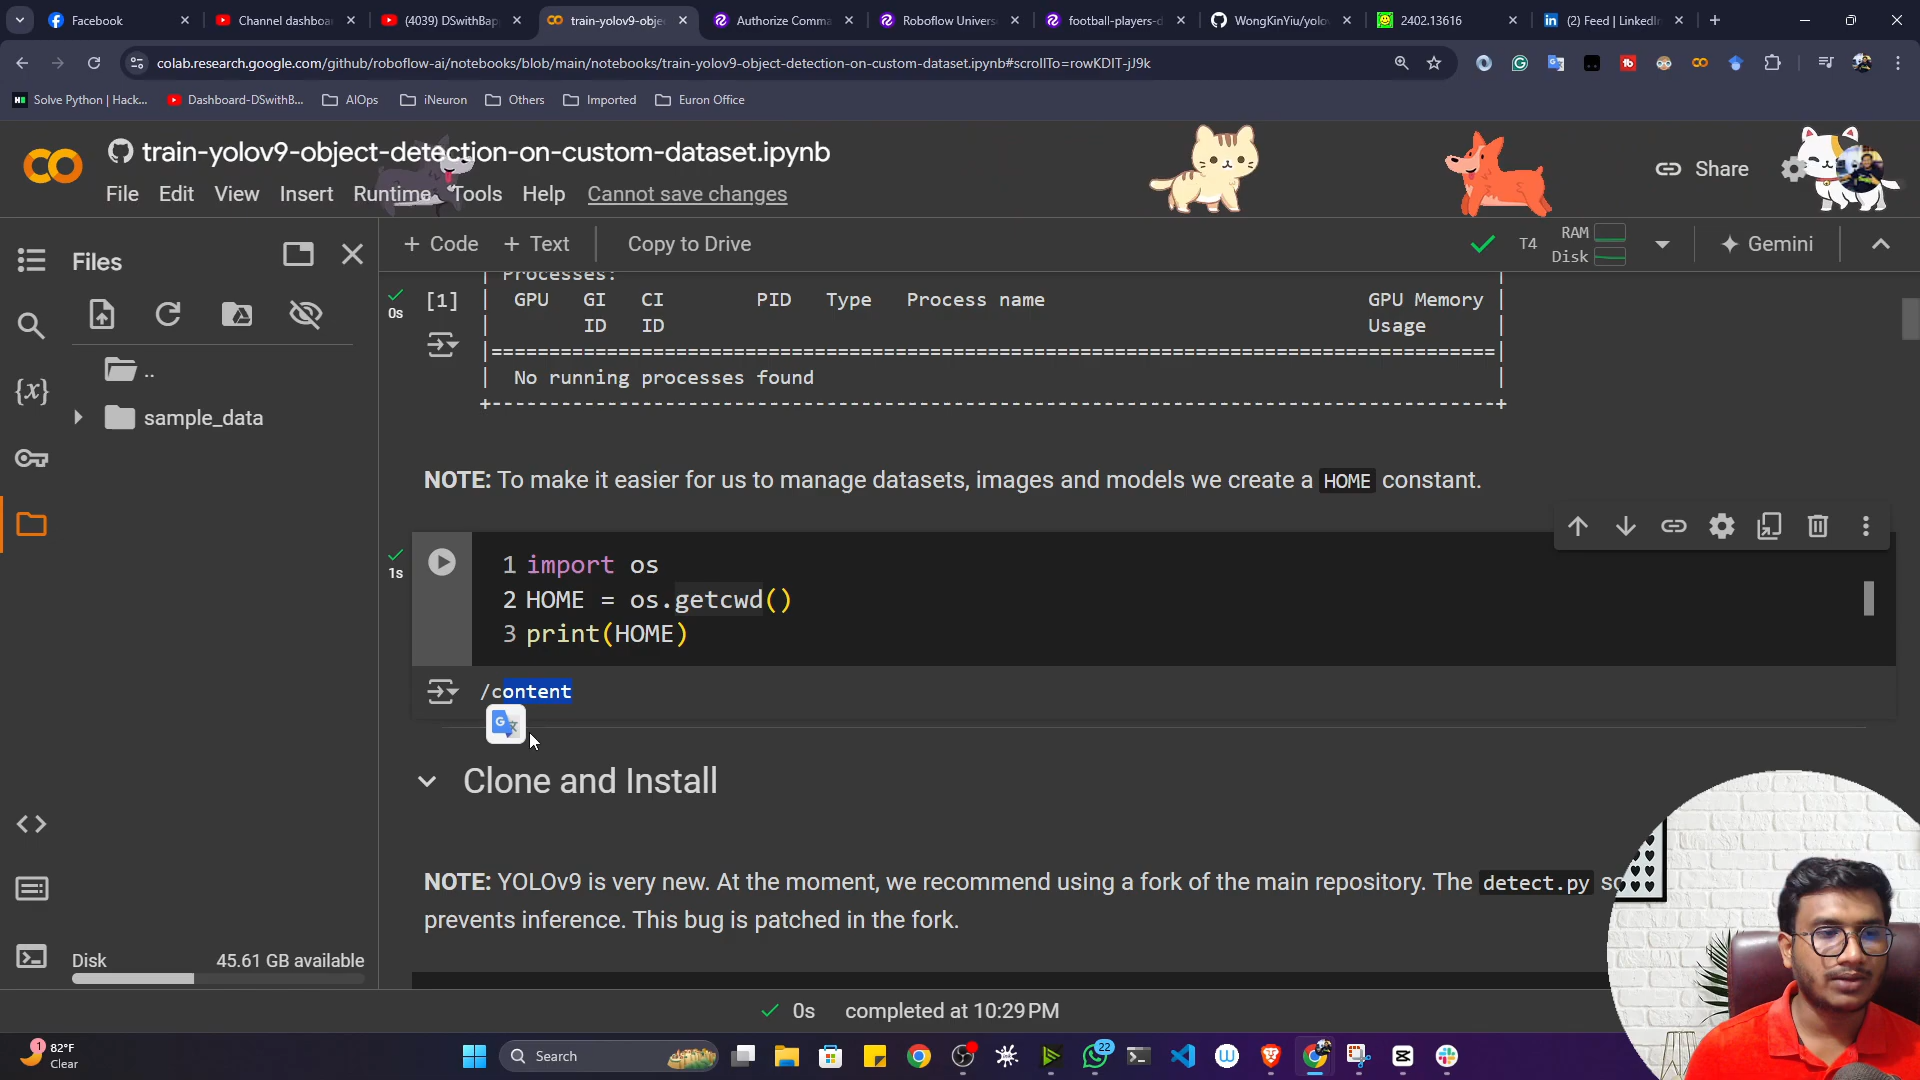 Facebook
Channel dashboa
(4039) DSwithBap
train-yolov9-obje
Authorize Comma
Roboflow Univers
football-players-d
WongKinYiu/yolov
2402.13616
(2) Feed | LinkedIn
colab.research.google.com/github/roboflow-ai/notebooks/blob/main/notebooks/train-yolov9-object-detection-on-custom-dataset.ipynb#scrollTo=rowKDIT-jJ9k
Solve Python | Hack...
Dashboard-DSwithB...
AIOps
iNeuron
Others
Imported
Euron Office
train-yolov9-object-detection-on-custom-dataset.ipynb
File Edit View Insert Runtime Tools Help Cannot save changes
Share
Files
+ Code + Text Copy to Drive
T4 RAM
Disk
Gemini
..
sample_data
Disk 45.61 GB available
Processes:
0s [1] GPU GI CI PID Type Process name GPU Memory
ID ID Usage
No running processes found
NOTE: To make it easier for us to manage datasets, images and models we create a HOME constant.
1s
1 import os
2 HOME = os.getcwd()
3 print(HOME)
/content
Clone and Install
NOTE: YOLOv9 is very new. At the moment, we recommend using a fork of the main repository. The detect.py
prevents inference. This bug is patched in the fork.
0s completed at 10:29 PM
1
82°F
Clear
Search
22